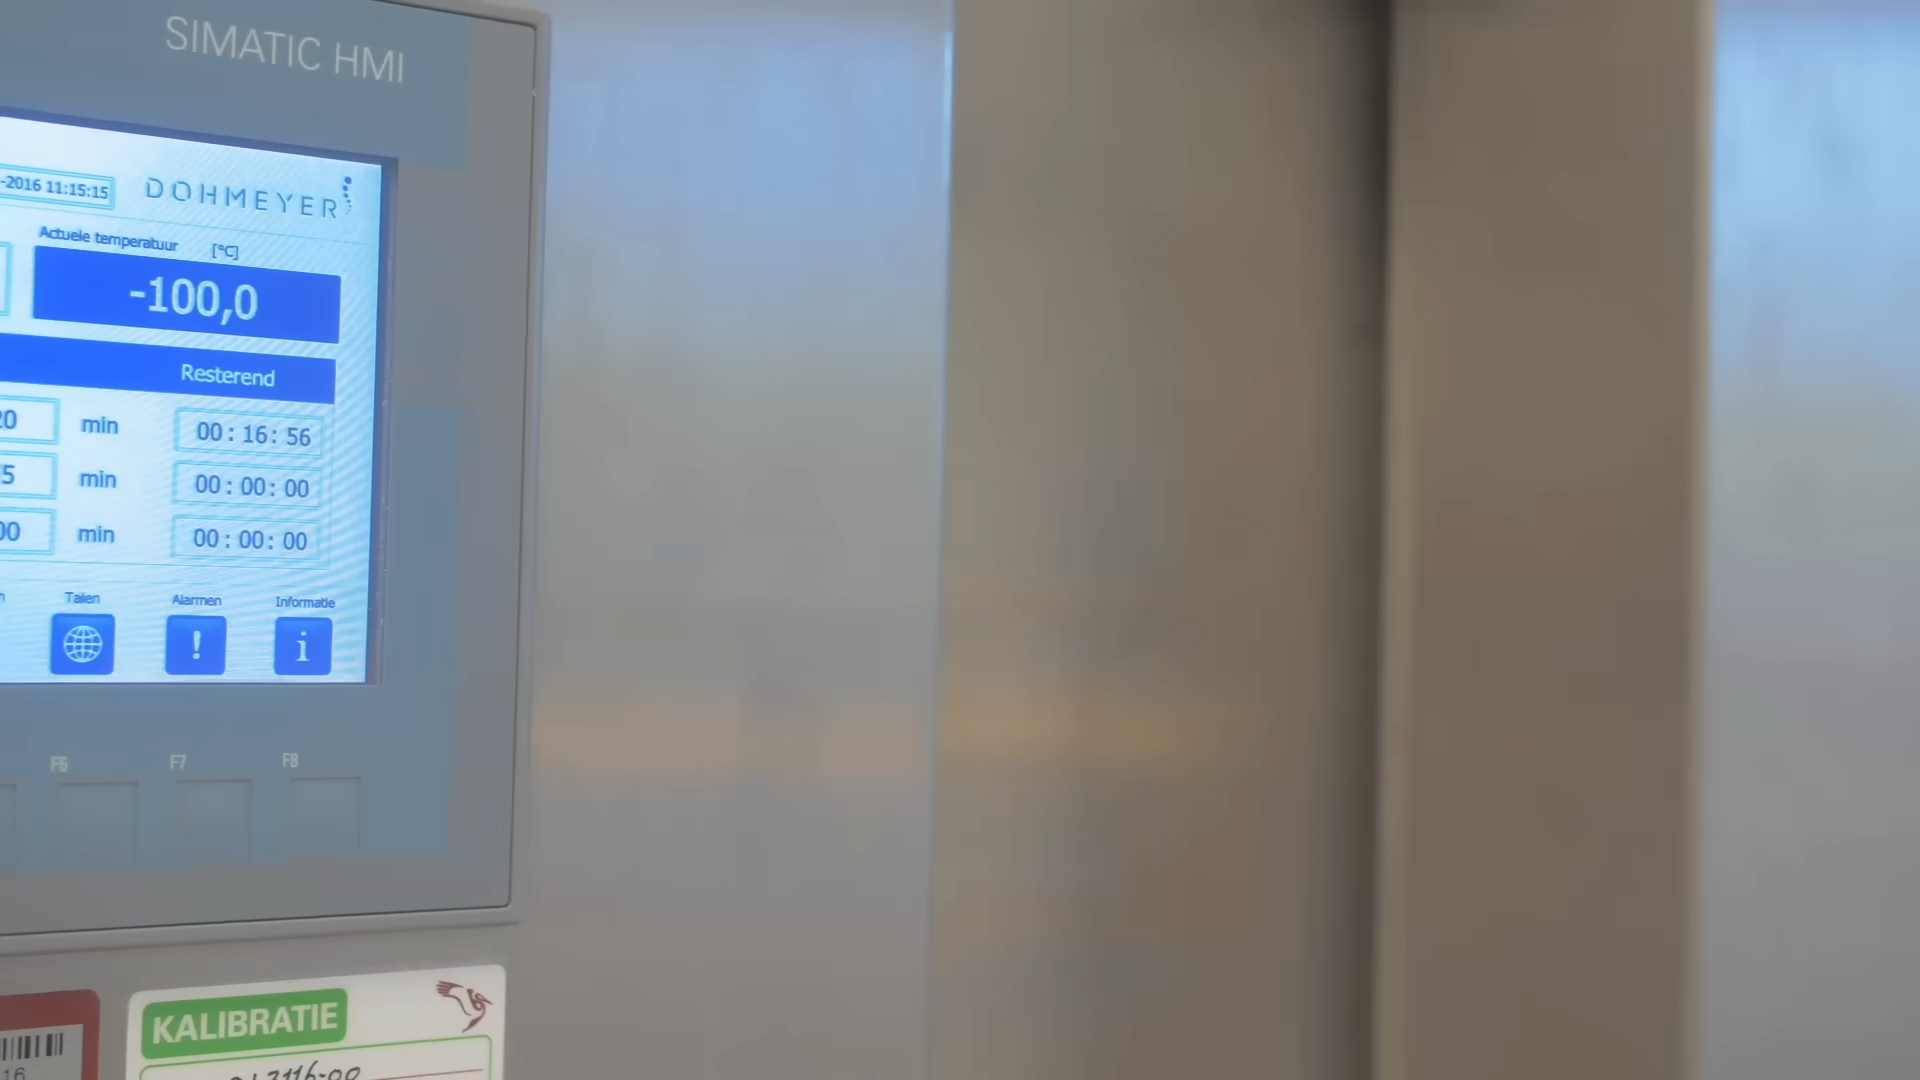 SIMATIC HMI
-2016 11:15:15
DOHMEYER
Actuele temperatuur [°C]
-100,0
Resterend
20 min 00:16:56
5 min 00:00:00
00 min 00:00:00
Talen Alarmen Informatie
F6 F7 F8
KALIBRATIE
16